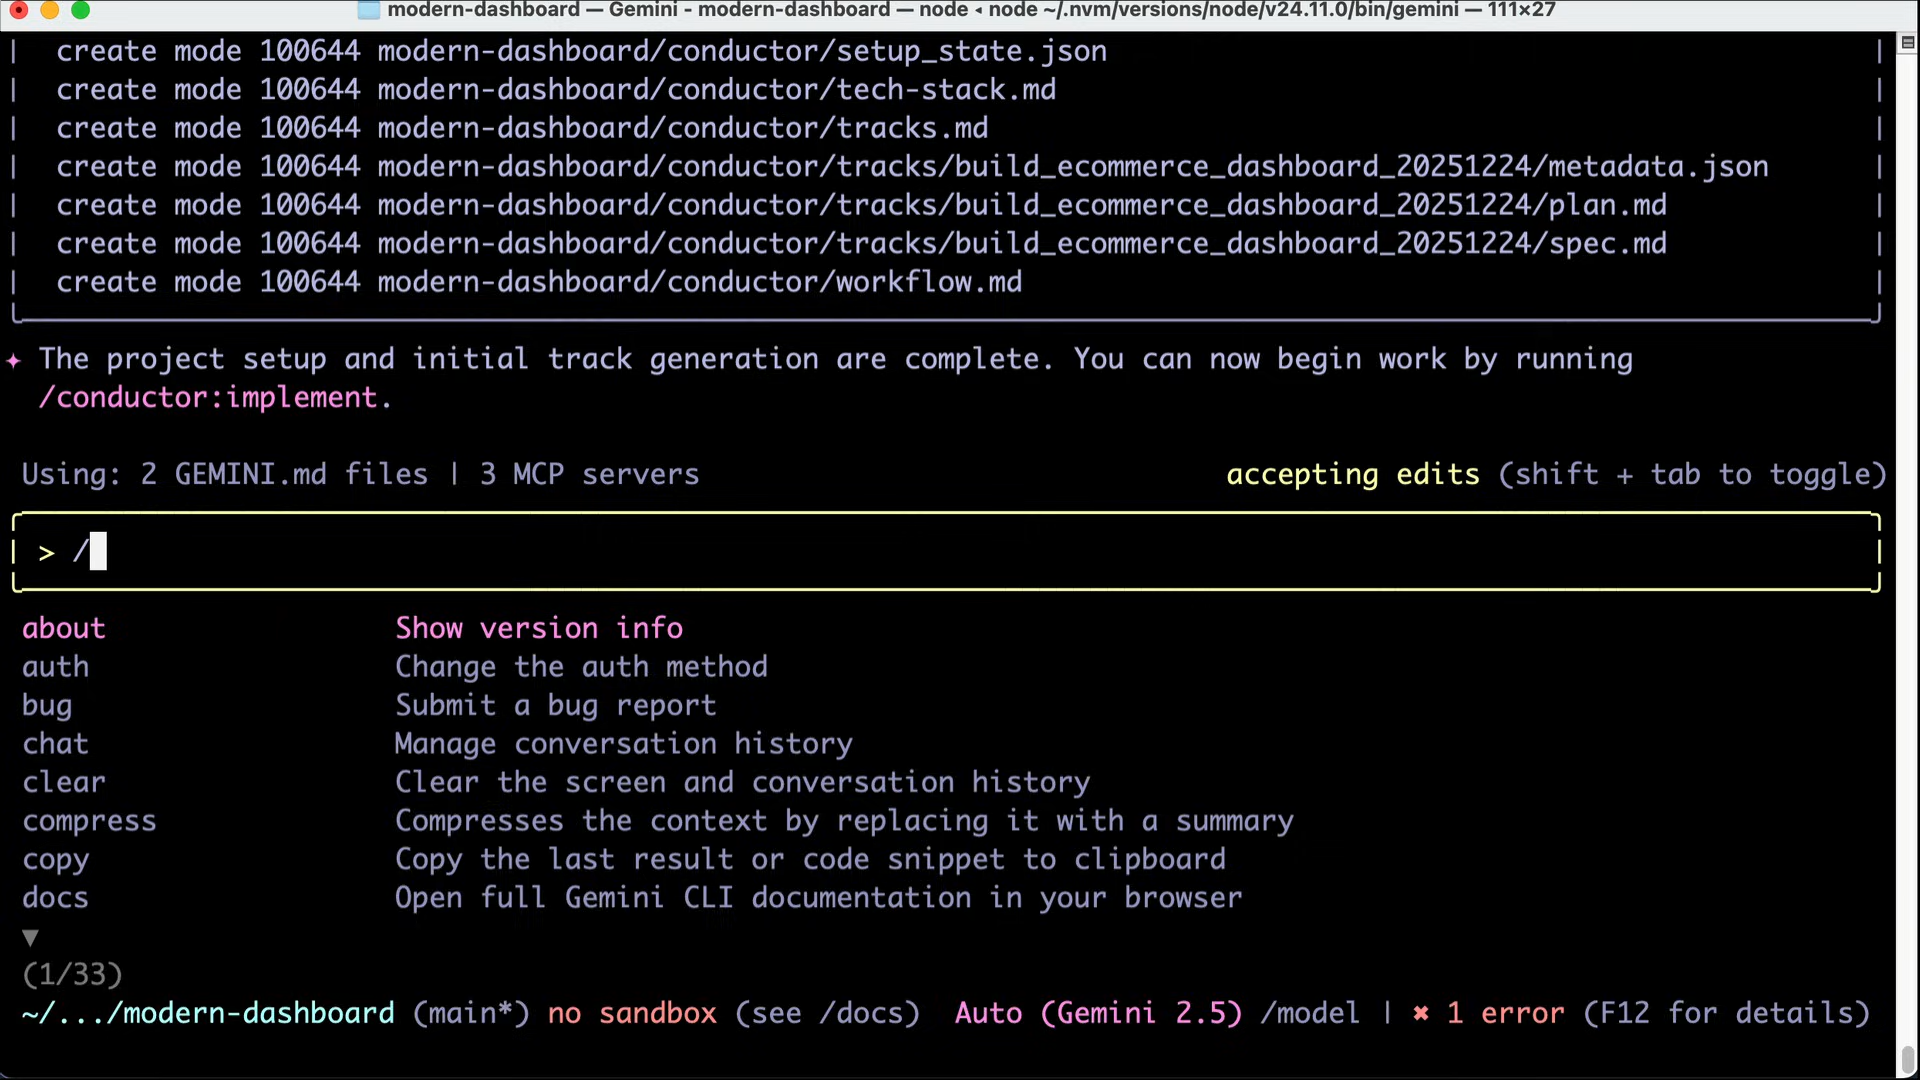 modern-dashboard — Gemini - modern-dashboard — node ◂ node ~/.nvm/versions/node/v24.11.0/bin/gemini — 111×27
create mode 100644 modern-dashboard/conductor/setup_state.json
create mode 100644 modern-dashboard/conductor/tech-stack.md
create mode 100644 modern-dashboard/conductor/tracks.md
create mode 100644 modern-dashboard/conductor/tracks/build_ecommerce_dashboard_20251224/metadata.json
create mode 100644 modern-dashboard/conductor/tracks/build_ecommerce_dashboard_20251224/plan.md
create mode 100644 modern-dashboard/conductor/tracks/build_ecommerce_dashboard_20251224/spec.md
create mode 100644 modern-dashboard/conductor/workflow.md
✦ The project setup and initial track generation are complete. You can now begin work by running
/conductor:implement.
Using: 2 GEMINI.md files | 3 MCP servers accepting edits (shift + tab to toggle)
> /
about Show version info
auth Change the auth method
bug Submit a bug report
chat Manage conversation history
clear Clear the screen and conversation history
compress Compresses the context by replacing it with a summary
copy Copy the last result or code snippet to clipboard
docs Open full Gemini CLI documentation in your browser
▼
(1/33)
~/.../modern-dashboard (main*) no sandbox (see /docs) Auto (Gemini 2.5) /model | ✖ 1 error (F12 for details)